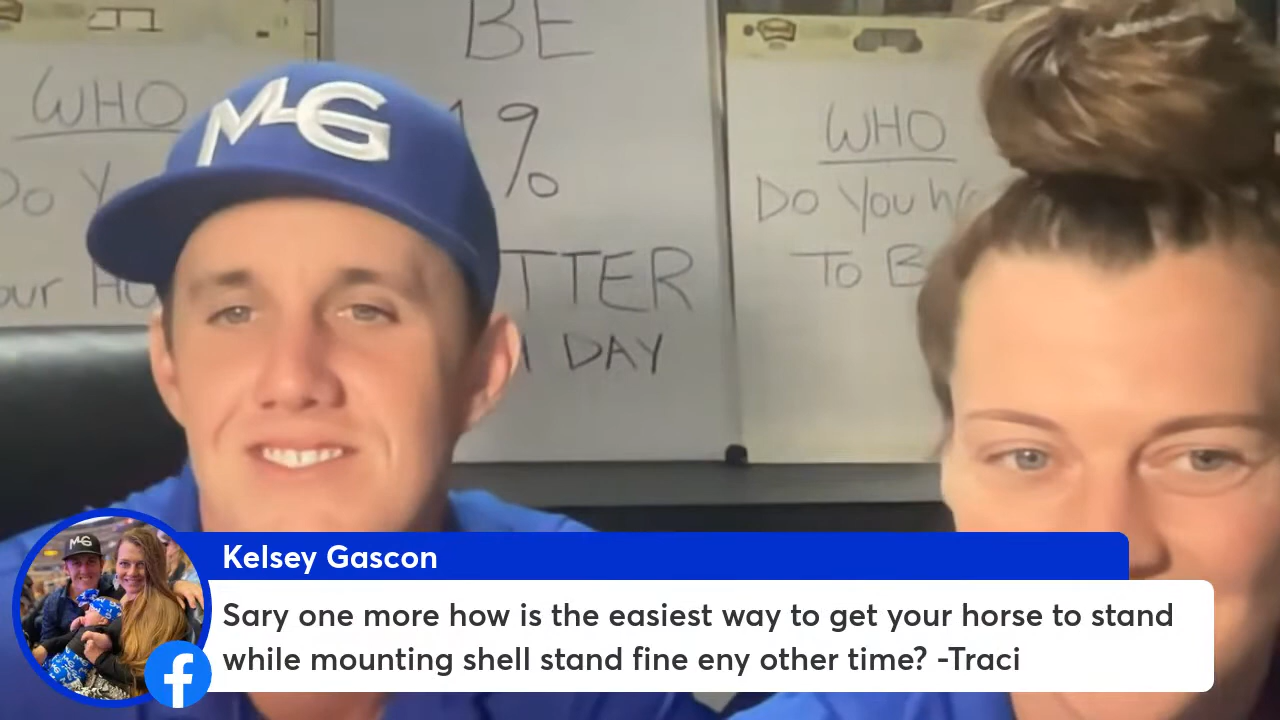 WHO
Do Y
our
BE
1%
TTER
DAY
WHO
Do You
To B
MG
MG
Kelsey Gascon
Sary one more how is the easiest way to get your horse to stand
while mounting shell stand fine eny other time? -Traci